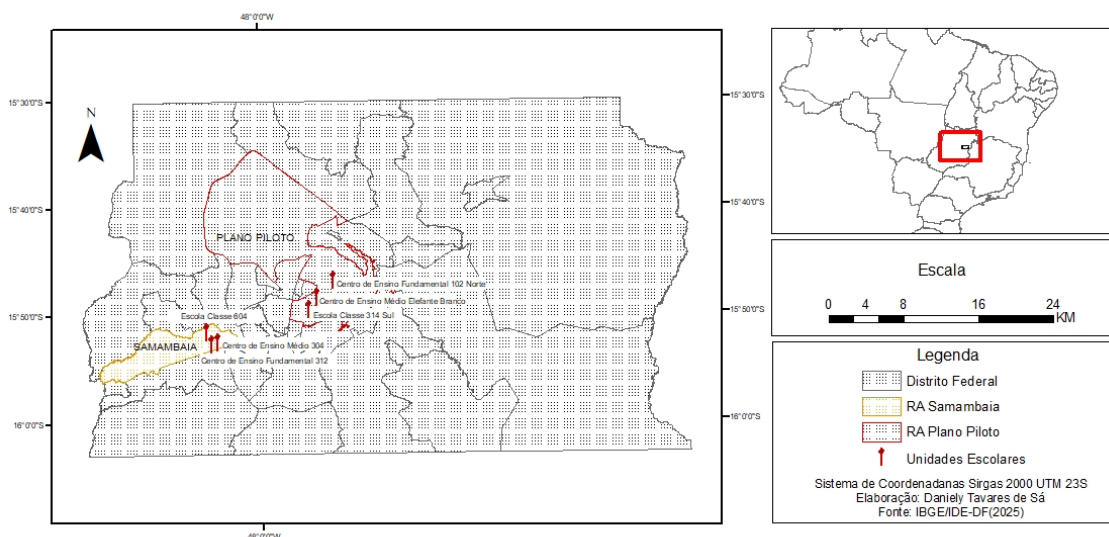 48°0'0"W
N
15°30'0"S
15°40'0"S
15°50'0"S
16°0'0"S
PLANO PILOTO
Centro de Ensino Fundamental 102 Norte
Centro de Ensino Médio Elefante Branco
Escola Classe 314 Sul
Escola Classe 604
SAMAMBAIA
Centro de Ensino Médio 304
Centro de Ensino Fundamental 312
48°0'0"W
15°30'0"S
15°40'0"S
15°50'0"S
16°0'0"S
Escala
0 4 8 16 24
KM
Legenda
Distrito Federal
RA Samambaia
RA Plano Piloto
Unidades Escolares
Sistema de Coordenadanas Sirgas 2000 UTM 23S
Elaboração: Daniely Tavares de Sá
Fonte: IBGE/IDE-DF(2025)